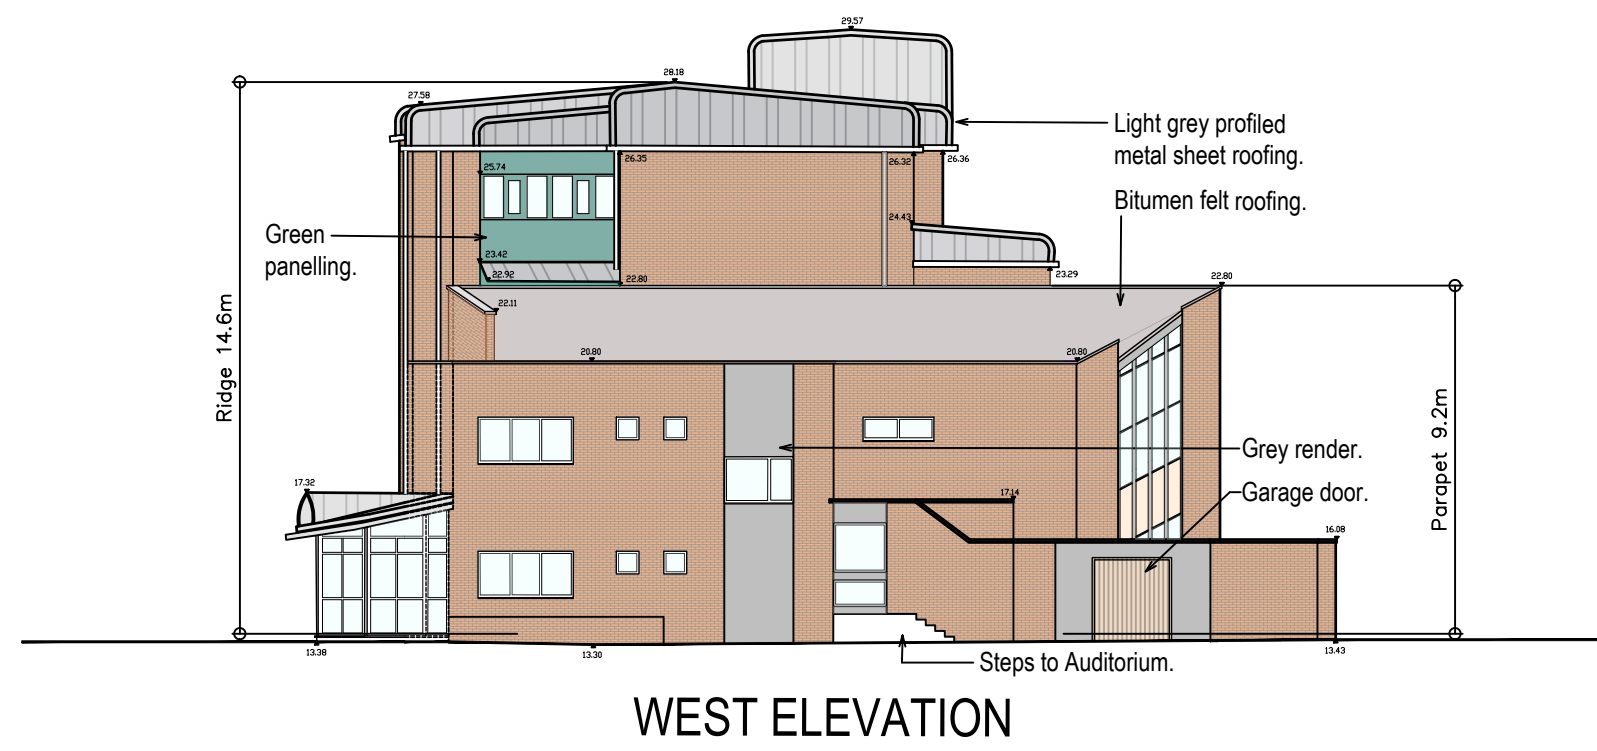 29.57
28.18
27.58
Light grey profiled
metal sheet roofing.
26.35
26.32
26.36
25.74
Bitumen felt roofing.
24.43
Green
panelling.
23.42
22.92
22.80
23.29
22.80
22.11
Ridge 14.6m
20.80
20.80
Parapet 9.2m
Grey render.
17.32
17.14
Garage door.
16.08
13.38
13.30
13.43
Steps to Auditorium.
WEST ELEVATION